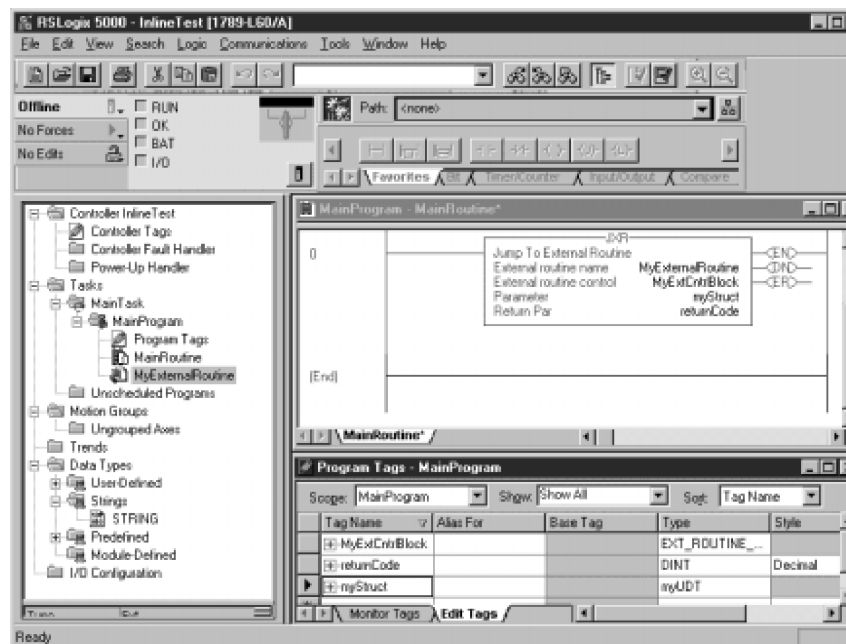 RSLogix 5000 - InlineTest [1789-L60/A]
File Edit View Search Logic Communications Tools Window Help
Offline
RUN
No Forces
OK
No Edits
BAT
I/O
Path: <none>
Favorites Bit Timer/Counter Input/Output Compare
Controller InlineTest
Controller Tags
Controller Fault Handler
Power-Up Handler
Tasks
MainTask
MainProgram
Program Tags
MainRoutine
MyExternalRoutine
Unscheduled Programs
Motion Groups
Ungrouped Axes
Trends
Data Types
User-Defined
Strings
STRING
Predefined
Module-Defined
I/O Configuration
MainProgram - MainRoutine*
0
JXR
Jump To External Routine
External routine name MyExternalRoutine
External routine control MyExtCntrlBlock
Parameter myStruct
Return Par returnCode
EN
DN
ER
(End)
MainRoutine*
Program Tags - MainProgram
Scope: MainProgram Show: Show All Sort: Tag Name
Tag Name Alias For Base Tag Type Style
MyExtCntrlBlock EXT_ROUTINE_...
returnCode DINT Decimal
myStruct myUDT
Monitor Tags Edit Tags
Ready